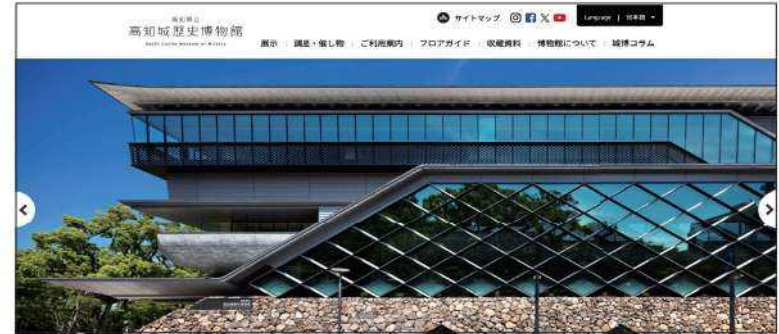 高知県立
高知城歴史博物館
Kochi Castle Museum of History
サイトマップ
Language | 日本語
展示
講座・催し物
ご利用案内
フロアガイド
収蔵資料
博物館について
城博コラム